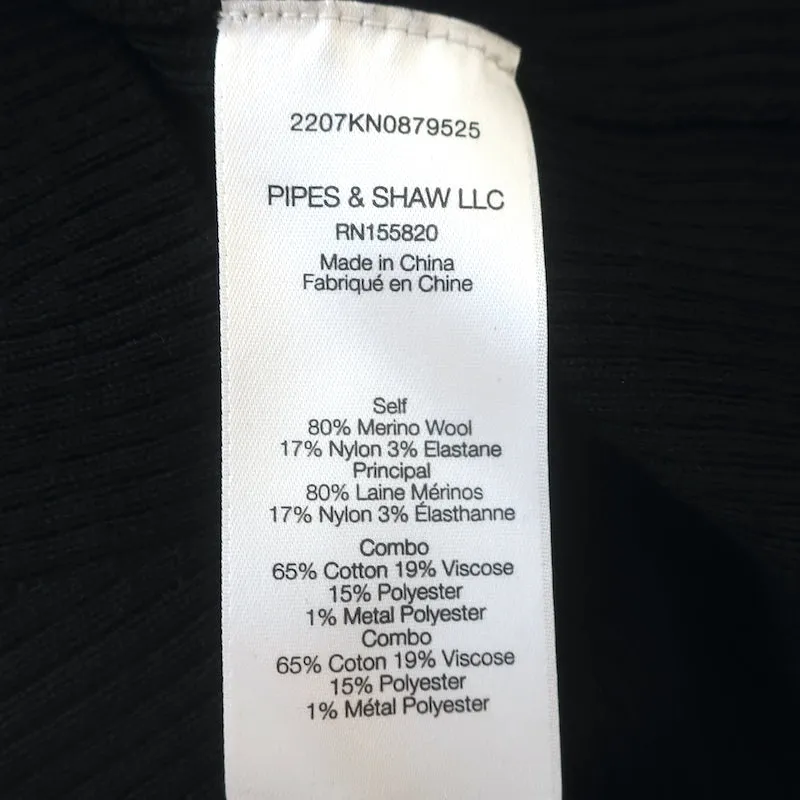 2207KN0879525
PIPES & SHAW LLC
RN155820
Made in China
Fabriqué en Chine
Self
80% Merino Wool
17% Nylon 3% Elastane
Principal
80% Laine Mérinos
17% Nylon 3% Élasthanne
Combo
65% Cotton 19% Viscose
15% Polyester
1% Metal Polyester
Combo
65% Coton 19% Viscose
15% Polyester
1% Métal Polyester